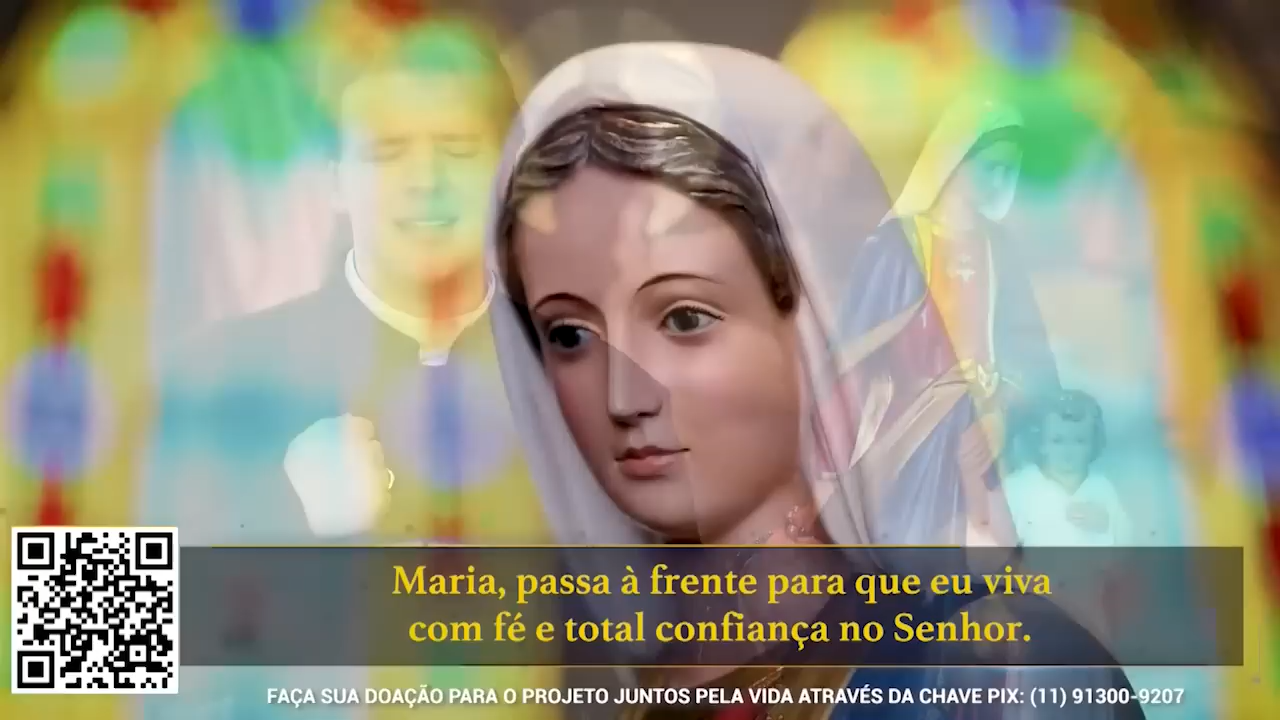 Maria, passa à frente para que eu viva
com fé e total confiança no Senhor.
FAÇA SUA DOAÇÃO PARA O PROJETO JUNTOS PELA VIDA ATRAVÉS DA CHAVE PIX: (11) 91300-9207